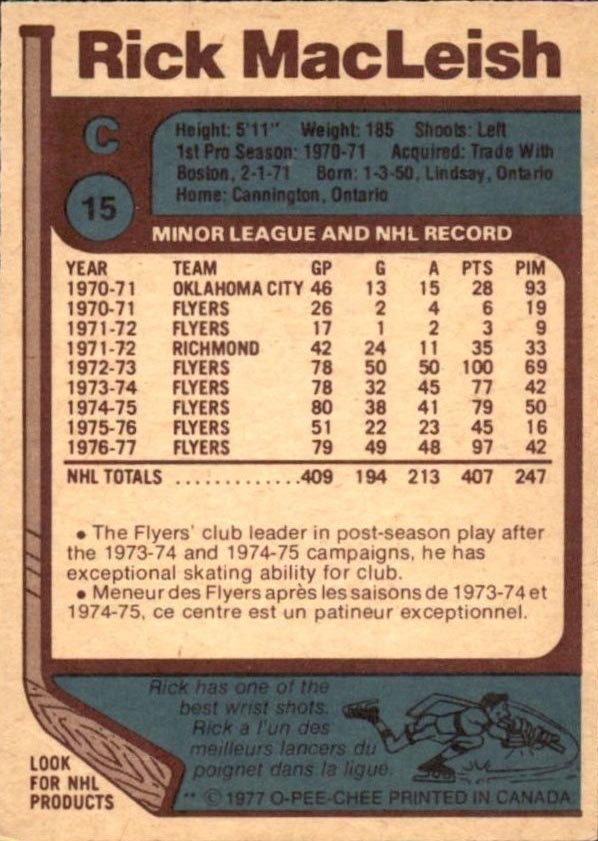 Rick MacLeish
C
Height: 5'11" Weight: 185 Shoots: Left
1st Pro Season: 1970-71 Acquired: Trade With
Boston, 2-1-71 Born: 1-3-50, Lindsay, Ontario
Home: Cannington, Ontario
15
MINOR LEAGUE AND NHL RECORD
YEAR TEAM GP G A PTS PIM
1970-71 OKLAHOMA CITY 46 13 15 28 93
1970-71 FLYERS 26 2 4 6 19
1971-72 FLYERS 17 1 2 3 9
1971-72 RICHMOND 42 24 11 35 33
1972-73 FLYERS 78 50 50 100 69
1973-74 FLYERS 78 32 45 77 42
1974-75 FLYERS 80 38 41 79 50
1975-76 FLYERS 51 22 23 45 16
1976-77 FLYERS 79 49 48 97 42
NHL TOTALS .............409 194 213 407 247
• The Flyers' club leader in post-season play after
the 1973-74 and 1974-75 campaigns, he has
exceptional skating ability for club.
• Meneur des Flyers après les saisons de 1973-74 et
1974-75, ce centre est un patineur exceptionnel.
Rick has one of the
best wrist shots.
Rick a l'un des
meilleurs lancers du
poignet dans la ligue.
LOOK
FOR NHL
PRODUCTS
** © 1977 O-PEE-CHEE PRINTED IN CANADA